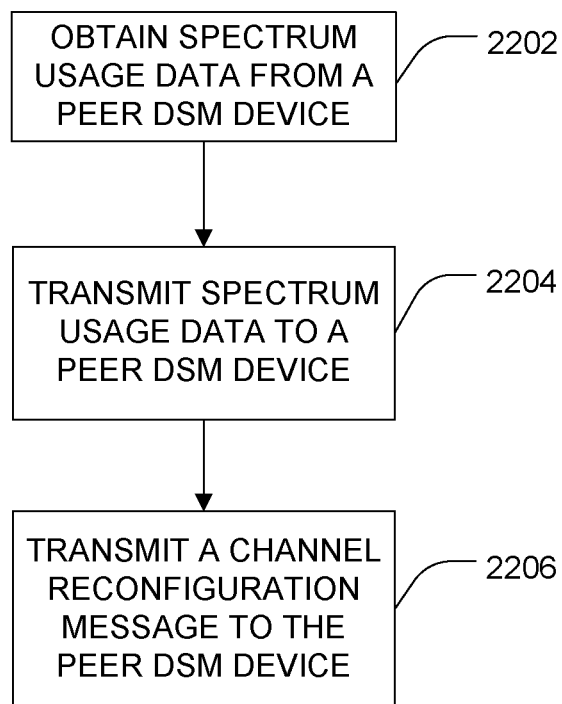 OBTAIN SPECTRUM
USAGE DATA FROM A
PEER DSM DEVICE
2202
TRANSMIT SPECTRUM
USAGE DATA TO A
PEER DSM DEVICE
2204
TRANSMIT A CHANNEL
RECONFIGURATION
MESSAGE TO THE
PEER DSM DEVICE
2206